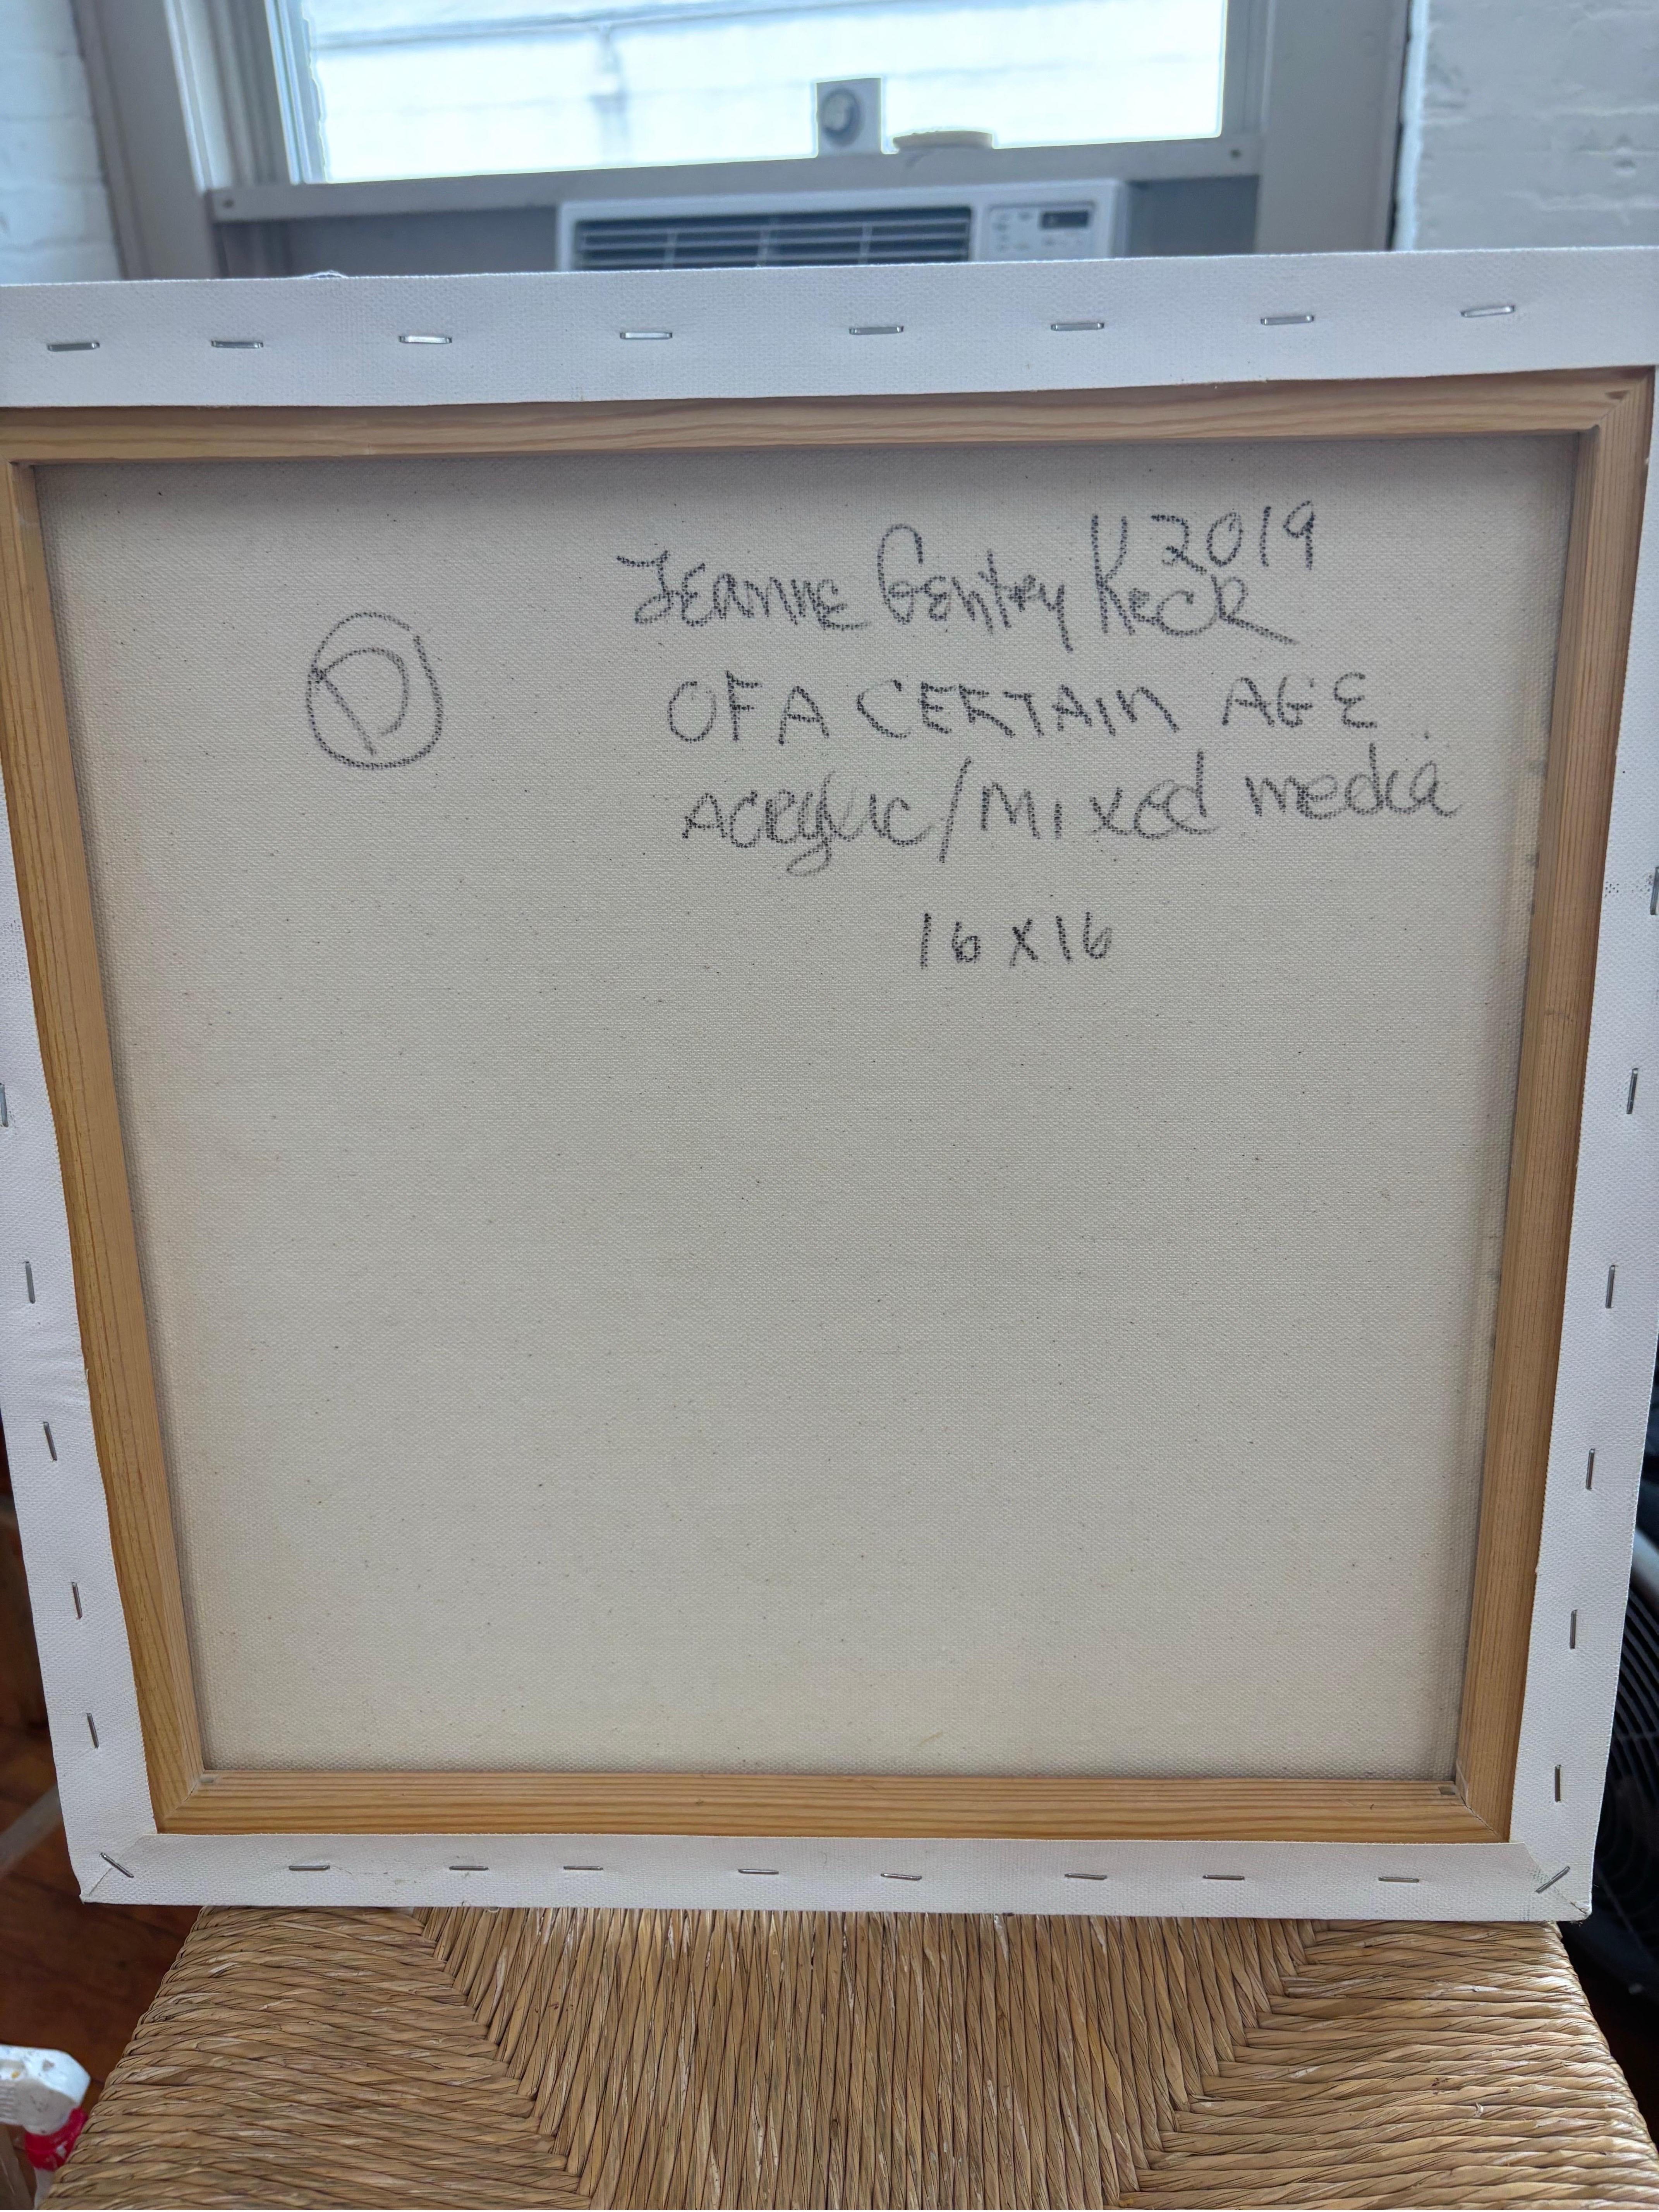 2019
Jeanne Gentry Keck
OF A CERTAIN AGE
Acrylic/Mixed media
16 x 16
D